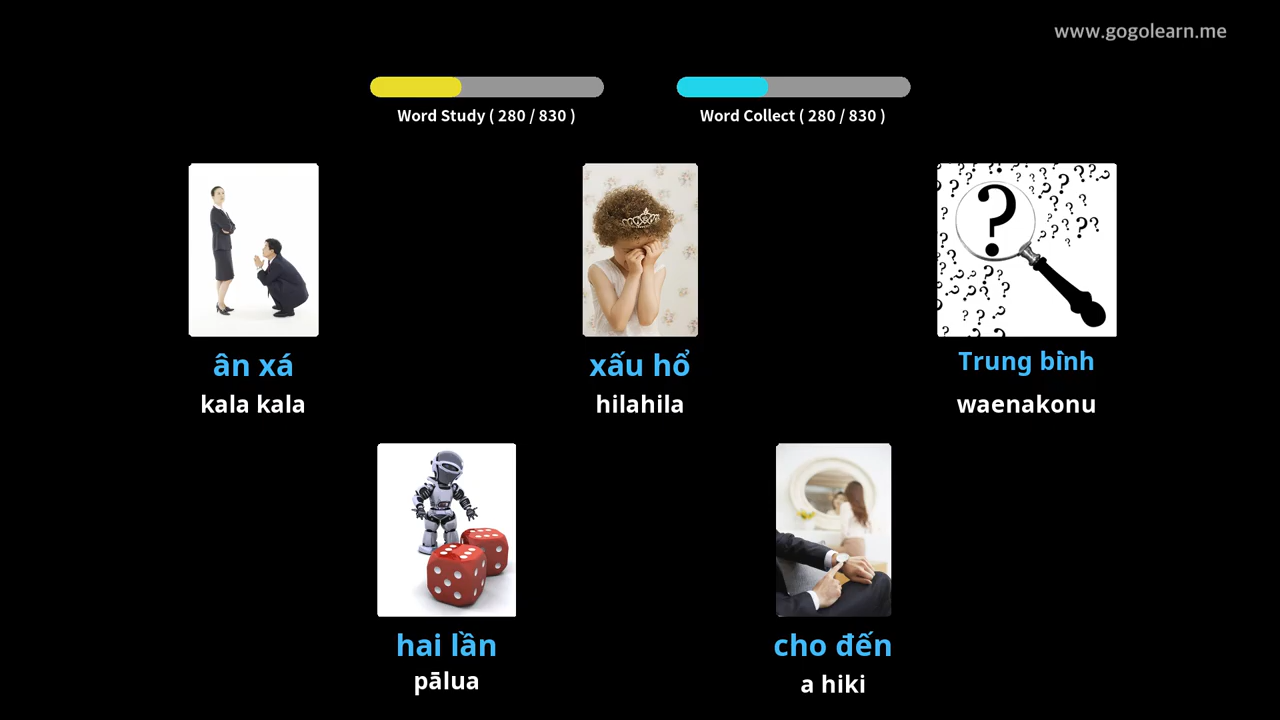 www.gogolearn.me
Word Study ( 280 / 830 )
Word Collect ( 280 / 830 )
ân xá
kala kala
xấu hổ
hilahila
Trung bình
waenakonu
hai lần
pālua
cho đến
a hiki